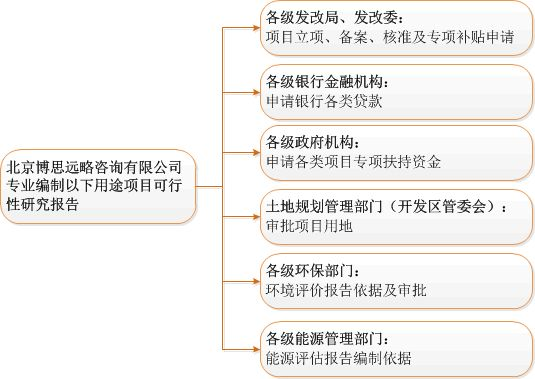 北京博思远略咨询有限公司
专业编制以下用途项目可行
性研究报告
各级发改局、发改委：
项目立项、备案、核准及专项补贴申请
各级银行金融机构：
申请银行各类贷款
各级政府机构：
申请各类项目专项扶持资金
土地规划管理部门（开发区管委会）：
审批项目用地
各级环保部门：
环境评价报告依据及审批
各级能源管理部门：
能源评估报告编制依据